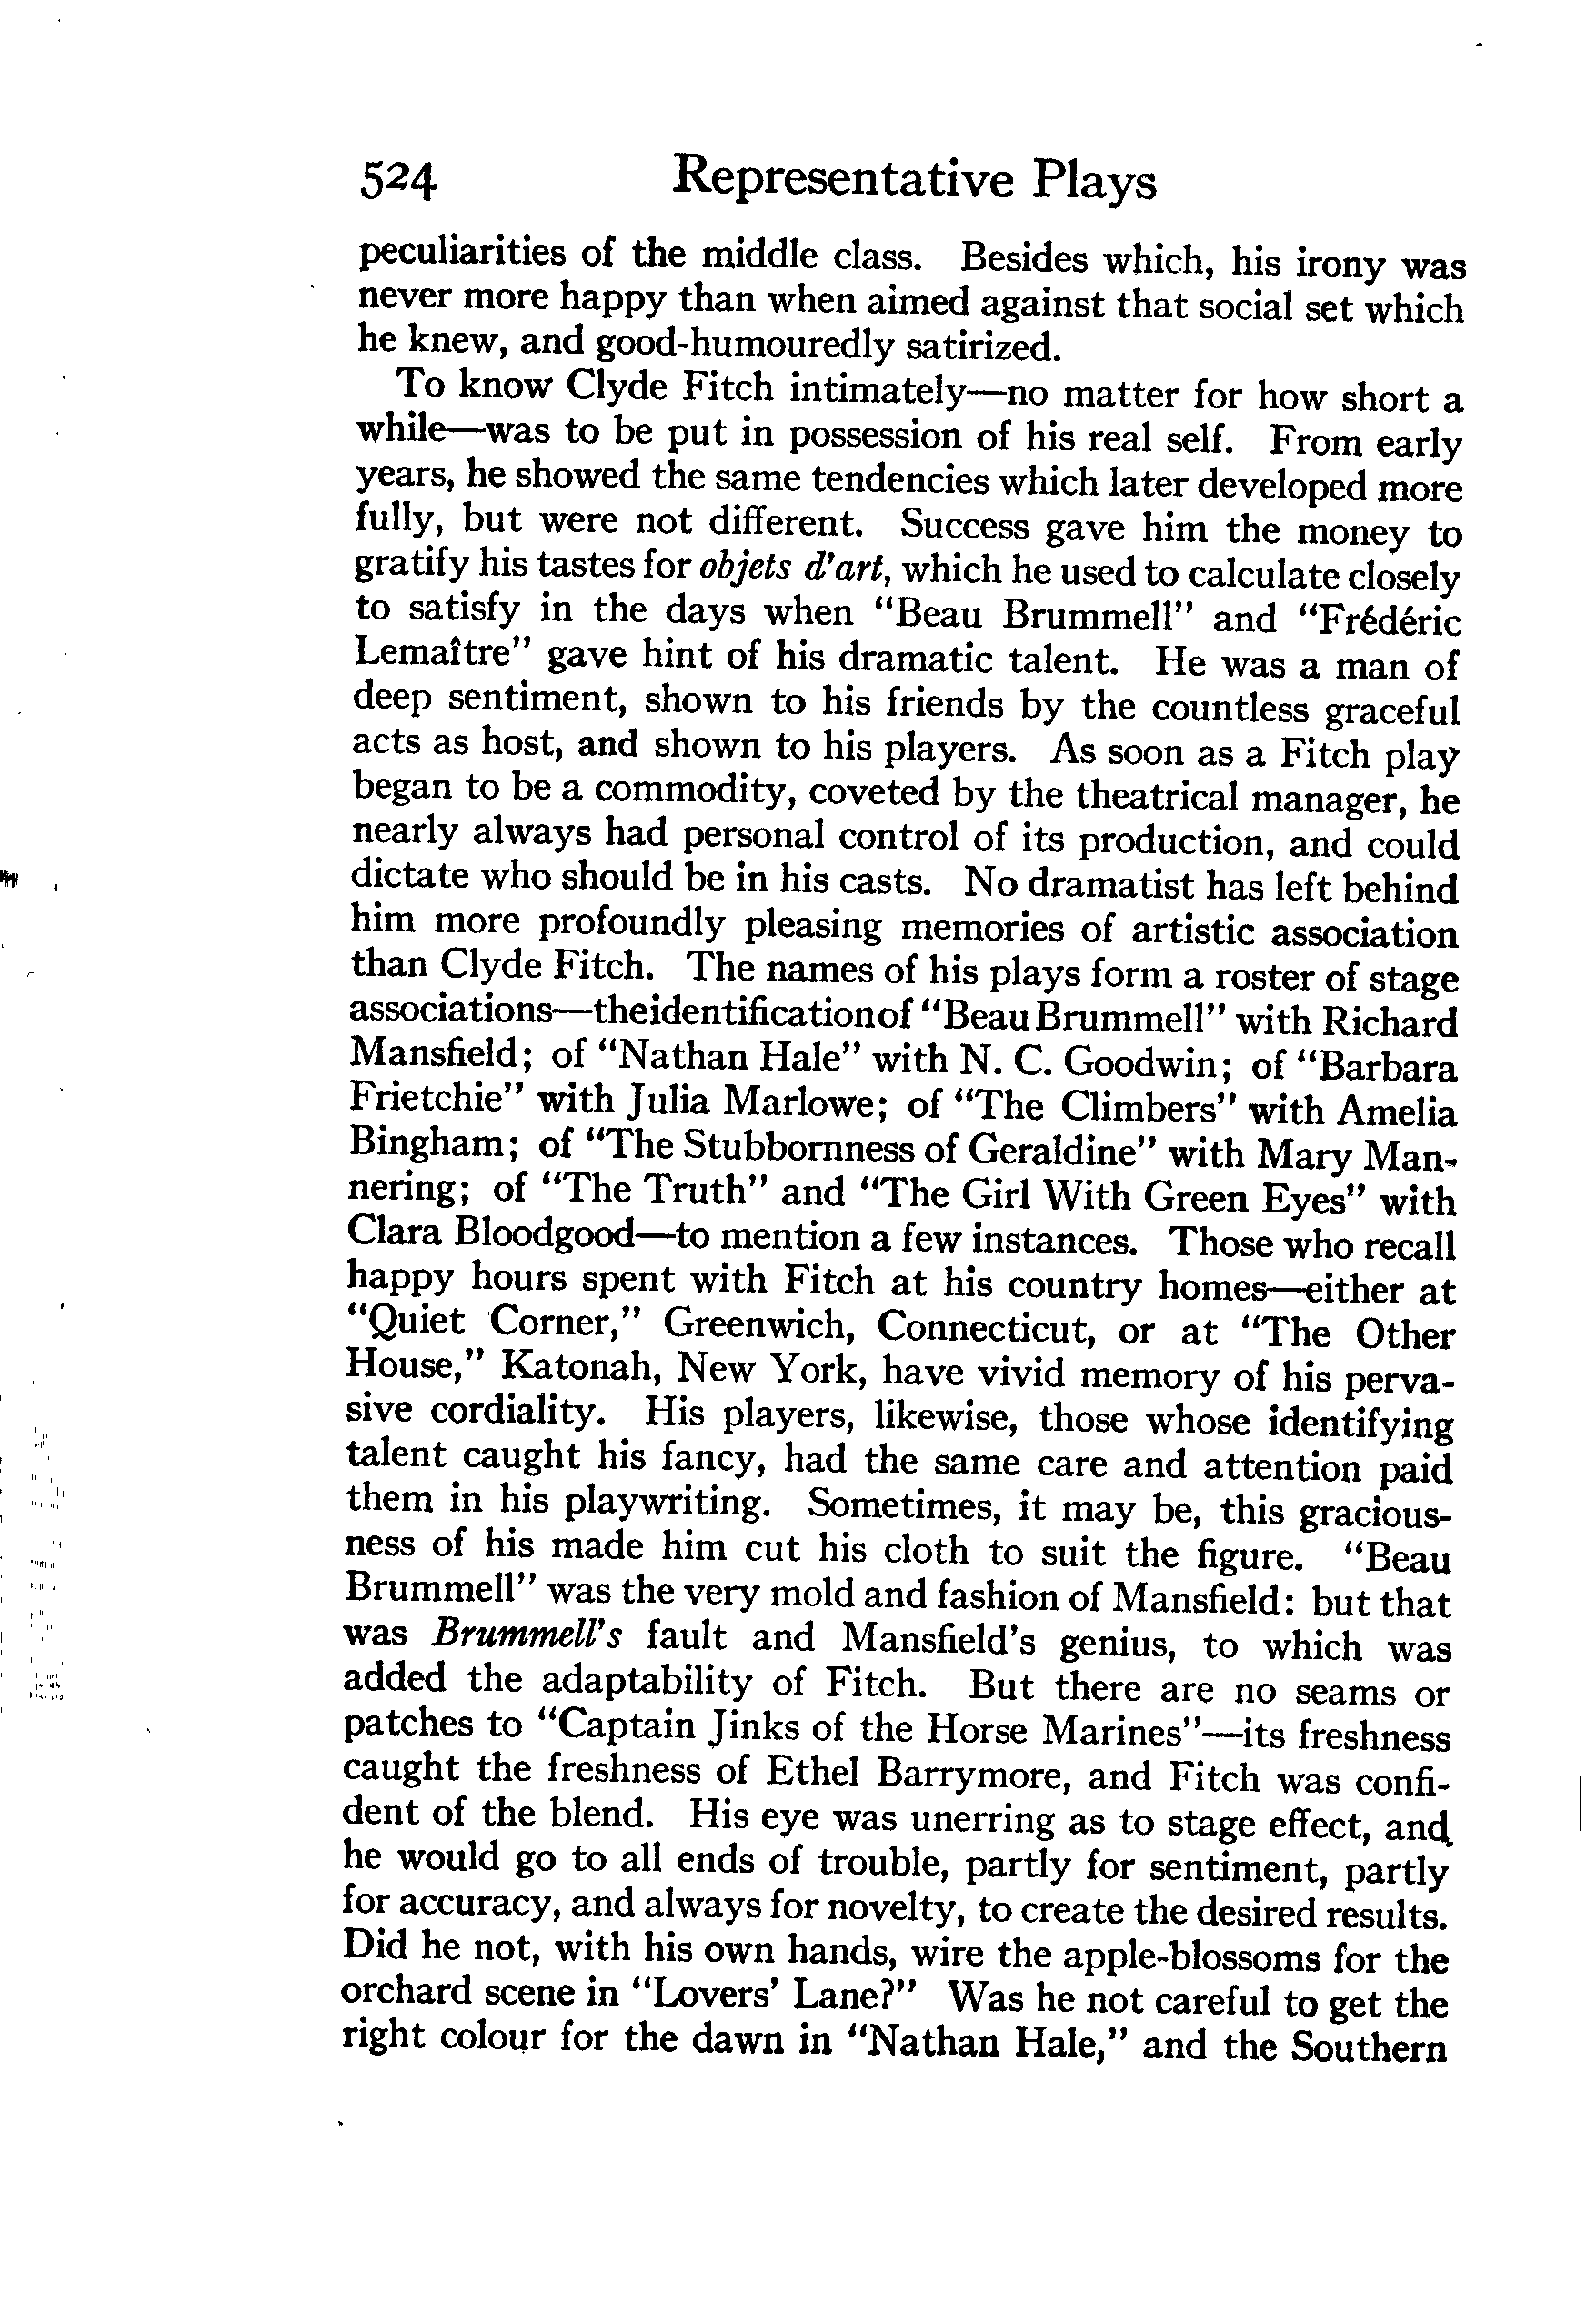 524 Representative Plays
peculiarities of the middle class. Besides which, his irony was
never more happy than when aimed against that social set which
he knew, and good-humouredly satirized.
To know Clyde Fitch intimately—no matter for how short a
while—was to be put in possession of his real self. From early
years, he showed the same tendencies which later developed more
fully, but were not different. Success gave him the money to
gratify his tastes for objets d'art, which he used to calculate closely
to satisfy in the days when "Beau Brummell" and "Frédéric
Lemaître" gave hint of his dramatic talent. He was a man of
deep sentiment, shown to his friends by the countless graceful
acts as host, and shown to his players. As soon as a Fitch play
began to be a commodity, coveted by the theatrical manager, he
nearly always had personal control of its production, and could
dictate who should be in his casts. No dramatist has left behind
him more profoundly pleasing memories of artistic association
than Clyde Fitch. The names of his plays form a roster of stage
associations—theidentificationof "Beau Brummell" with Richard
Mansfield; of "Nathan Hale" with N. C. Goodwin; of "Barbara
Frietchie" with Julia Marlowe; of "The Climbers" with Amelia
Bingham; of "The Stubbornness of Geraldine" with Mary Man-
nering; of "The Truth" and "The Girl With Green Eyes" with
Clara Bloodgood—to mention a few instances. Those who recall
happy hours spent with Fitch at his country homes—either at
"Quiet Corner," Greenwich, Connecticut, or at "The Other
House," Katonah, New York, have vivid memory of his perva-
sive cordiality. His players, likewise, those whose identifying
talent caught his fancy, had the same care and attention paid
them in his playwriting. Sometimes, it may be, this gracious-
ness of his made him cut his cloth to suit the figure. "Beau
Brummell" was the very mold and fashion of Mansfield: but that
was Brummell's fault and Mansfield's genius, to which was
added the adaptability of Fitch. But there are no seams or
patches to "Captain Jinks of the Horse Marines"—its freshness
caught the freshness of Ethel Barrymore, and Fitch was confi-
dent of the blend. His eye was unerring as to stage effect, and
he would go to all ends of trouble, partly for sentiment, partly
for accuracy, and always for novelty, to create the desired results.
Did he not, with his own hands, wire the apple-blossoms for the
orchard scene in "Lovers' Lane?" Was he not careful to get the
right colour for the dawn in "Nathan Hale," and the Southern